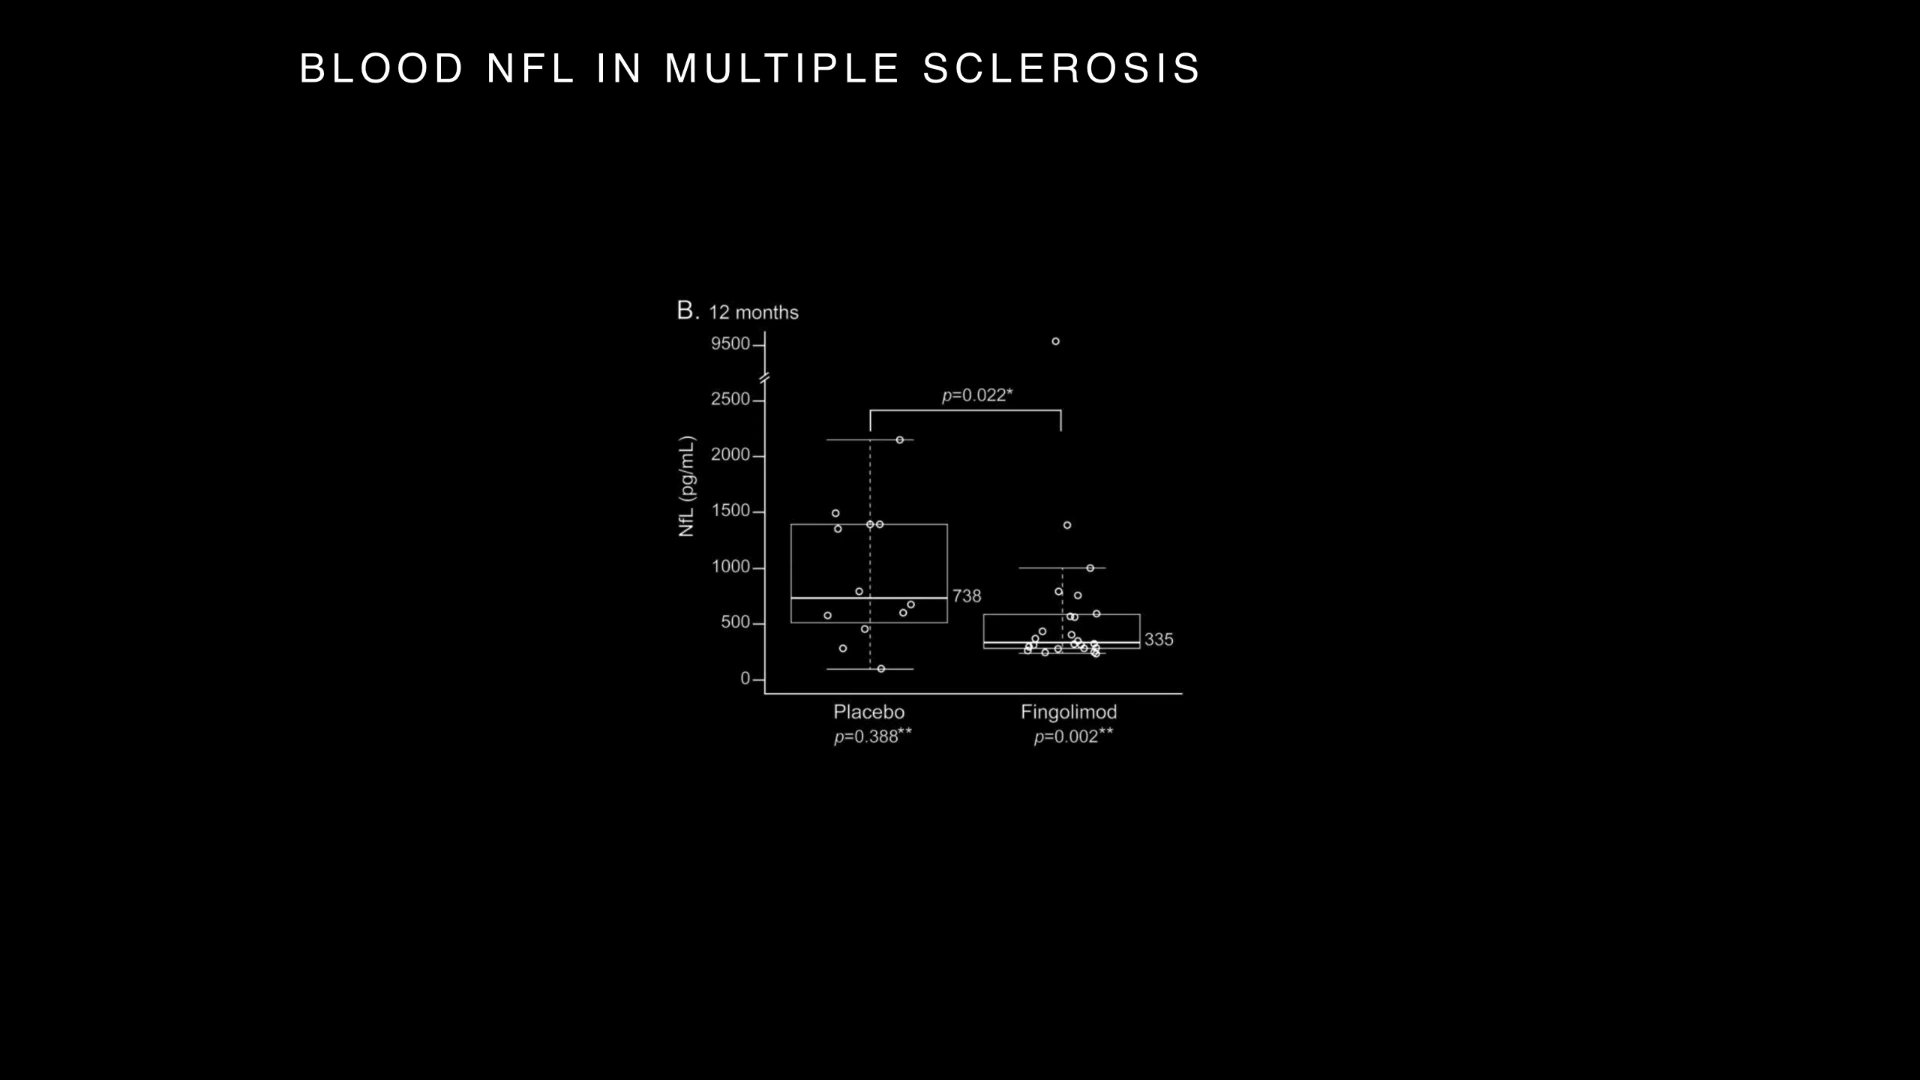 BLOOD NFL IN MULTIPLE SCLEROSIS
B. 12 months
9500
2500
2000
1500
1000
500
0
NfL (pg/mL)
p=0.022*
738
335
Placebo
p=0.388**
Fingolimod
p=0.002**